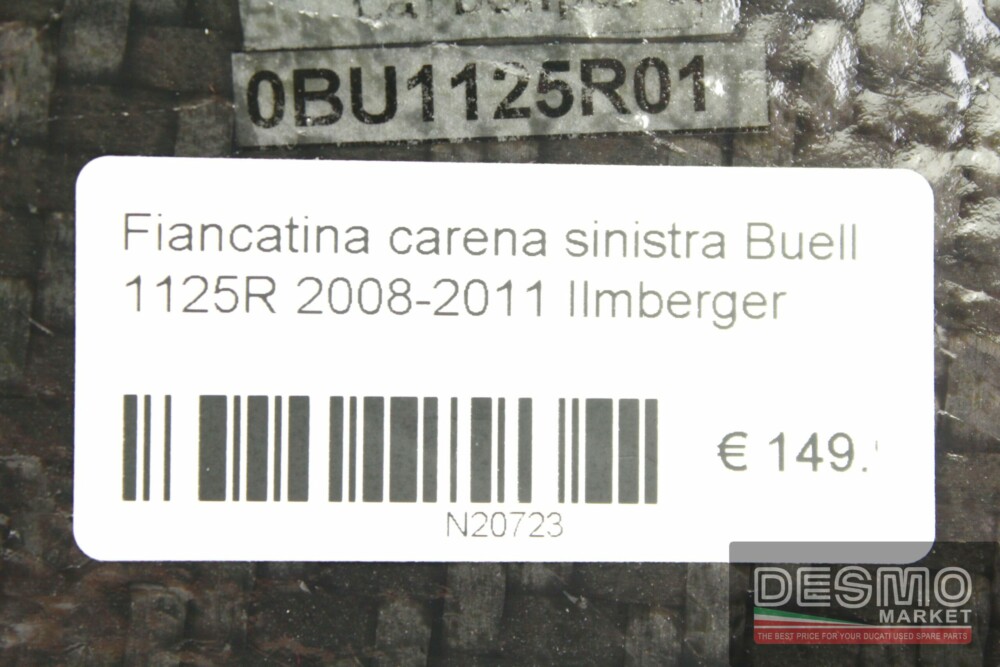 0BU1125R01
Fiancatina carena sinistra Buell
1125R 2008-2011 Ilmberger
€ 149.
N20723
DESMO
MARKET
THE BEST PRICE FOR YOUR DUCATI USED SPARE PARTS